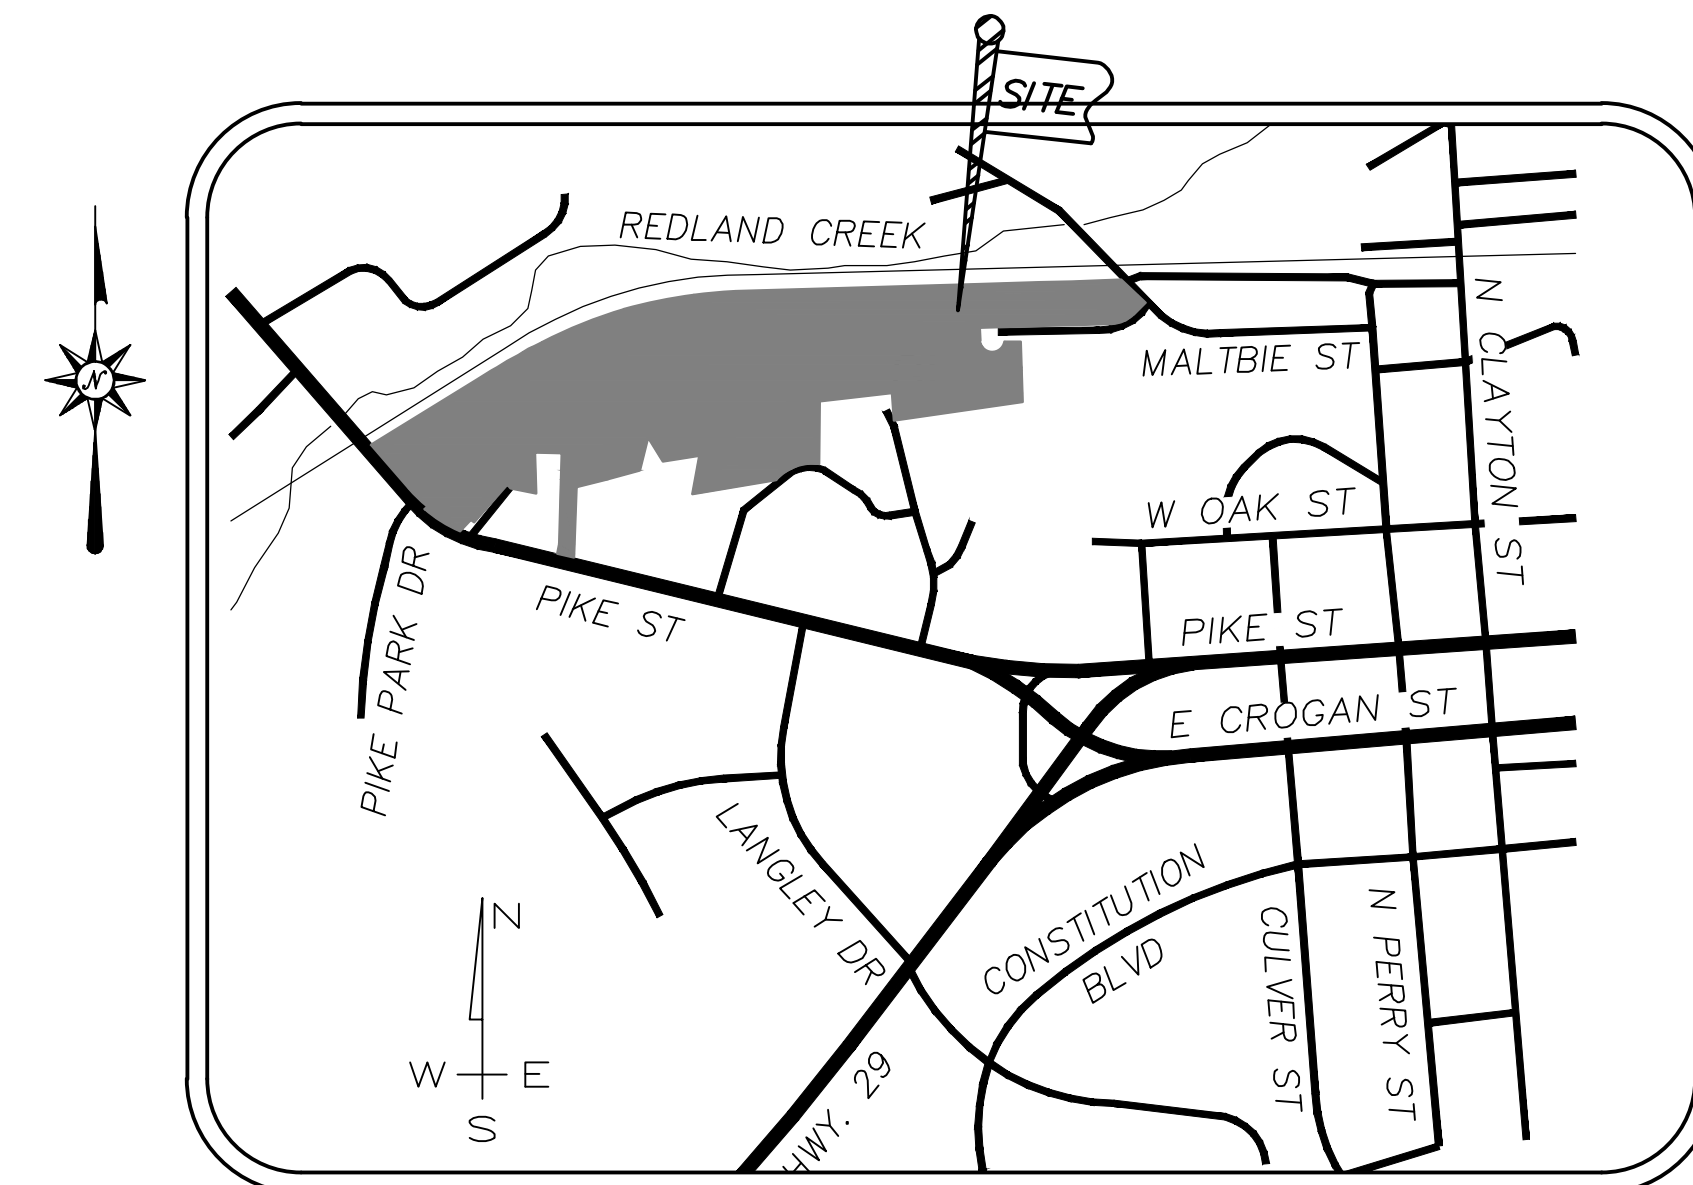 SITE
REDLAND CREEK
N CLAYTON ST
MALTBIE ST
N
W OAK ST
PIKE PARK DR
PIKE ST
PIKE ST
E CROGAN ST
LANGLEY DR
CONSTITUTION
BLVD
CULVER ST
N PERRY ST
N
W E
S
HWY. 29